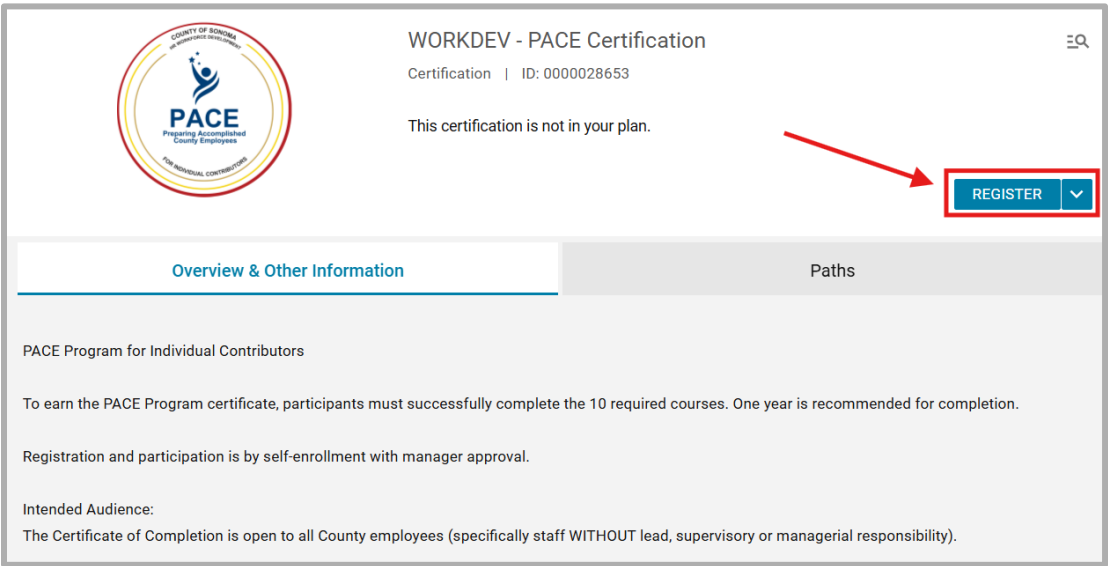 COUNTY OF SONOMA
HR WORKFORCE DEVELOPMENT
PACE
Preparing Accomplished
County Employees
FOR INDIVIDUAL CONTRIBUTORS
WORKDEV - PACE Certification
Certification | ID: 0000028653
This certification is not in your plan.
REGISTER
Overview & Other Information
Paths
PACE Program for Individual Contributors
To earn the PACE Program certificate, participants must successfully complete the 10 required courses. One year is recommended for completion.
Registration and participation is by self-enrollment with manager approval.
Intended Audience:
The Certificate of Completion is open to all County employees (specifically staff WITHOUT lead, supervisory or managerial responsibility).